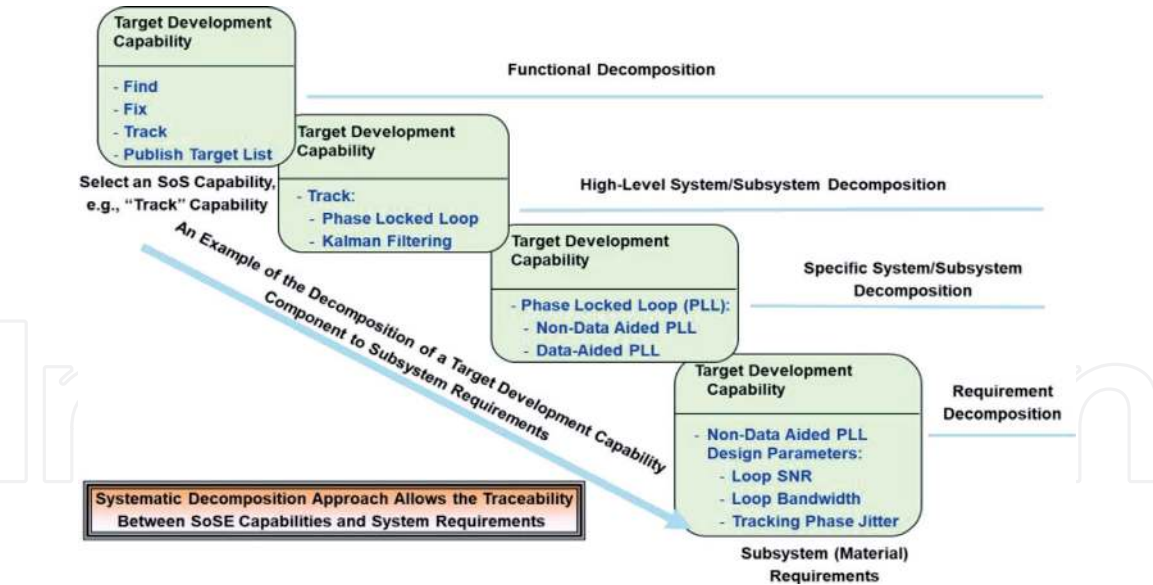 Target Development
Capability
- Find
- Fix
- Track
- Publish Target List
Functional Decomposition
Select an SoS Capability,
e.g., “Track” Capability
Target Development
Capability
- Track:
- Phase Locked Loop
- Kalman Filtering
High-Level System/Subsystem Decomposition
Target Development
Capability
- Phase Locked Loop (PLL):
- Non-Data Aided PLL
- Data-Aided PLL
Specific System/Subsystem
Decomposition
An Example of the Decomposition of a Target Development Capability
Component to Subsystem Requirements
Target Development
Capability
- Non-Data Aided PLL
Design Parameters:
- Loop SNR
- Loop Bandwidth
- Tracking Phase Jitter
Requirement
Decomposition
Subsystem (Material)
Requirements
Systematic Decomposition Approach Allows the Traceability
Between SoSE Capabilities and System Requirements